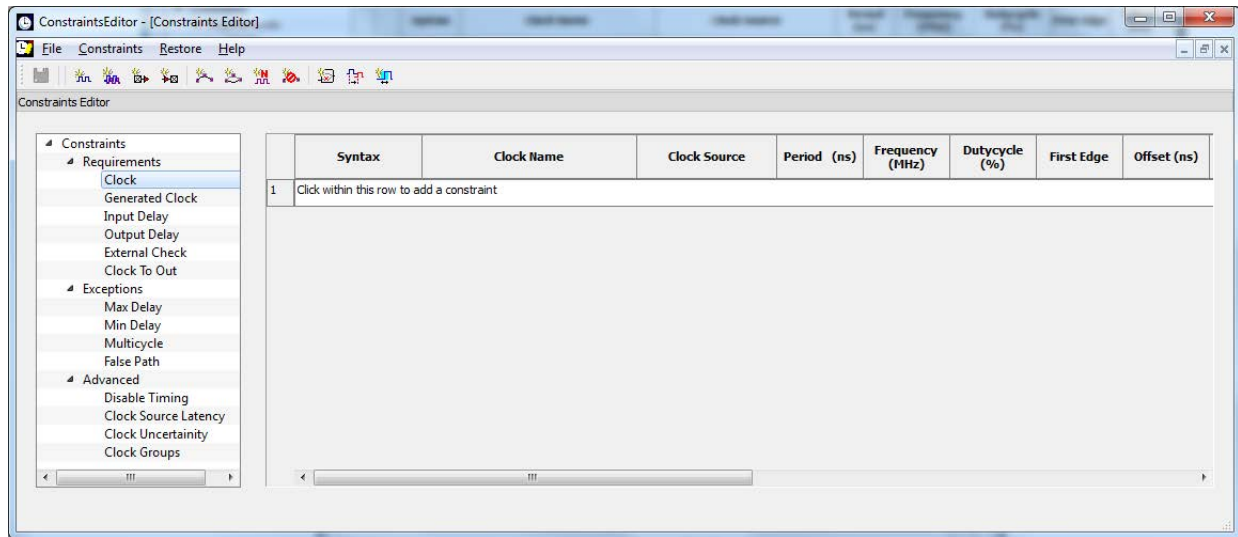 ConstraintsEditor - [Constraints Editor]
File Constraints Restore Help
Constraints Editor
Constraints
Requirements
Clock
Generated Clock
Input Delay
Output Delay
External Check
Clock To Out
Exceptions
Max Delay
Min Delay
Multicycle
False Path
Advanced
Disable Timing
Clock Source Latency
Clock Uncertainity
Clock Groups
Syntax Clock Name Clock Source Period (ns) Frequency (MHz) Dutycycle (%) First Edge Offset (ns)
1 Click within this row to add a constraint